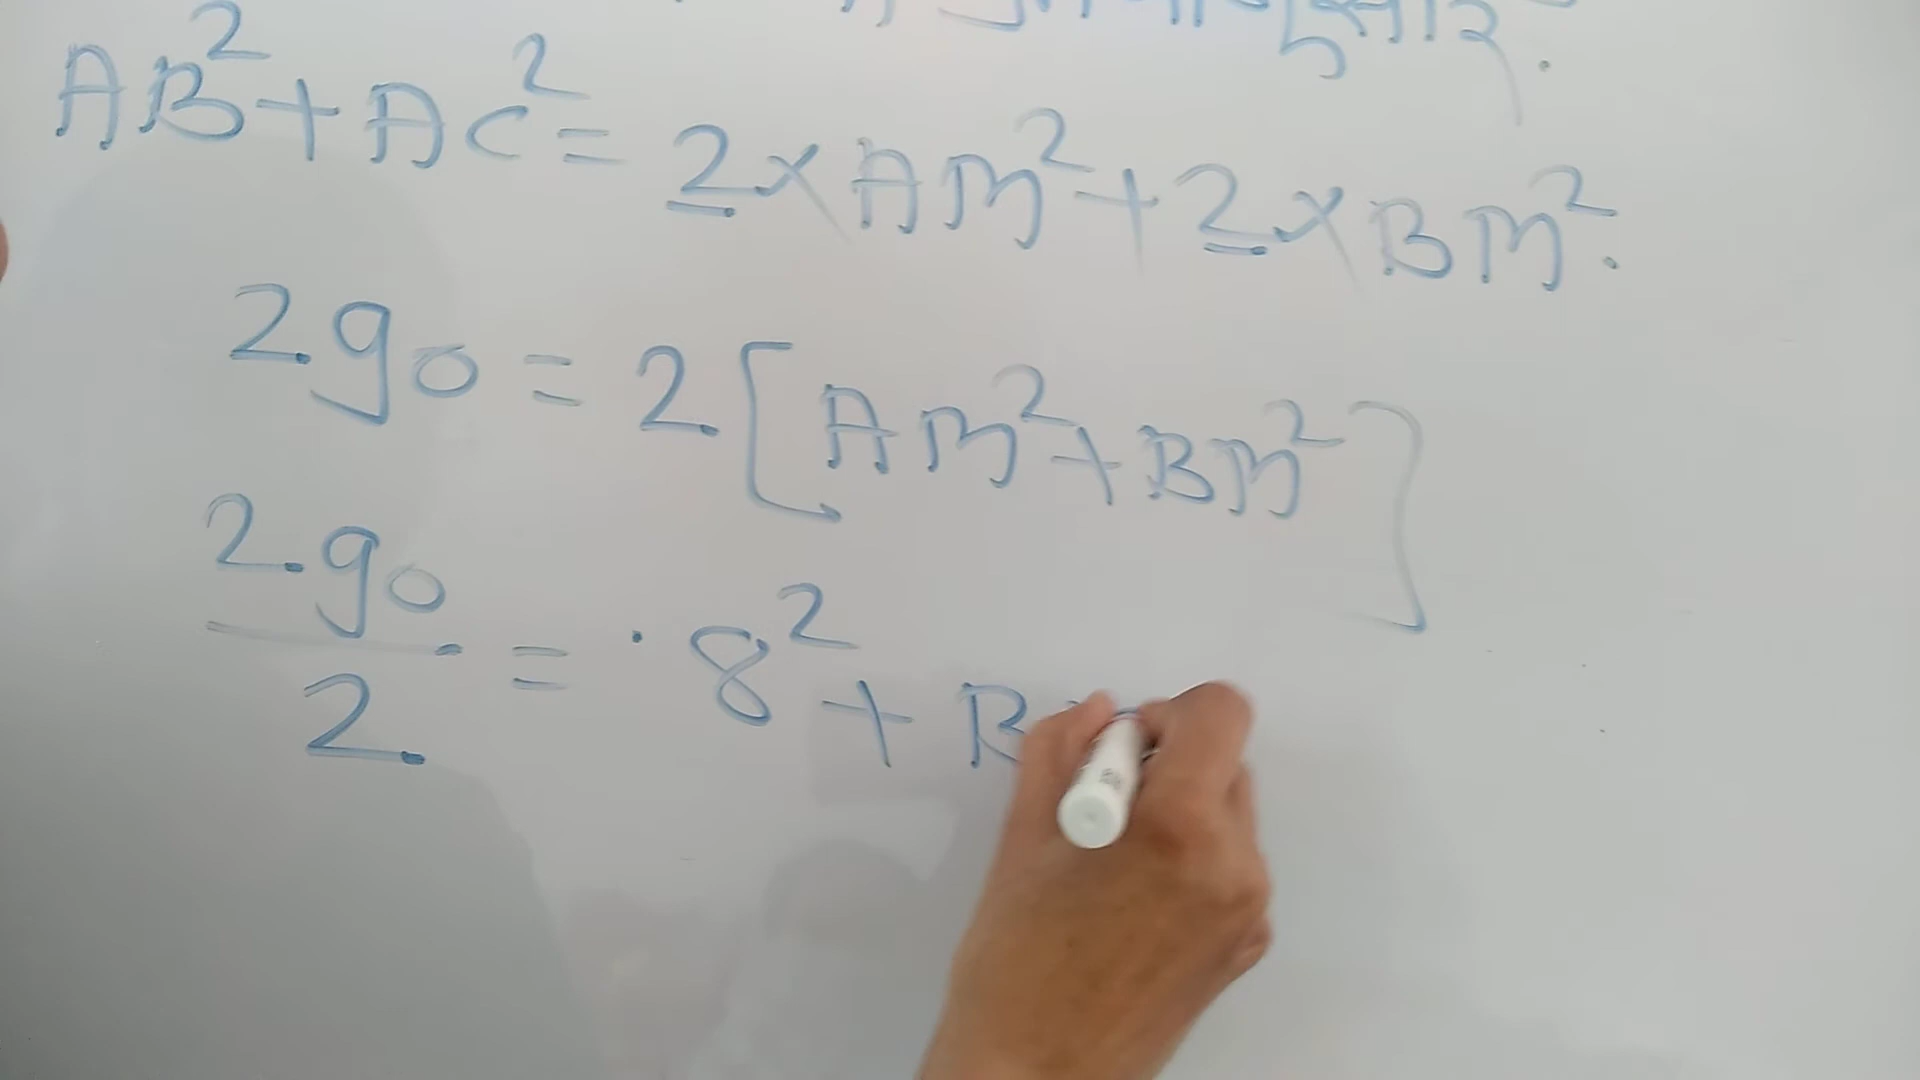 AB² + AC² = 2 × AM² + 2 × BM².
290 = 2 [AM² + BM²]
290/2 = 8² + B